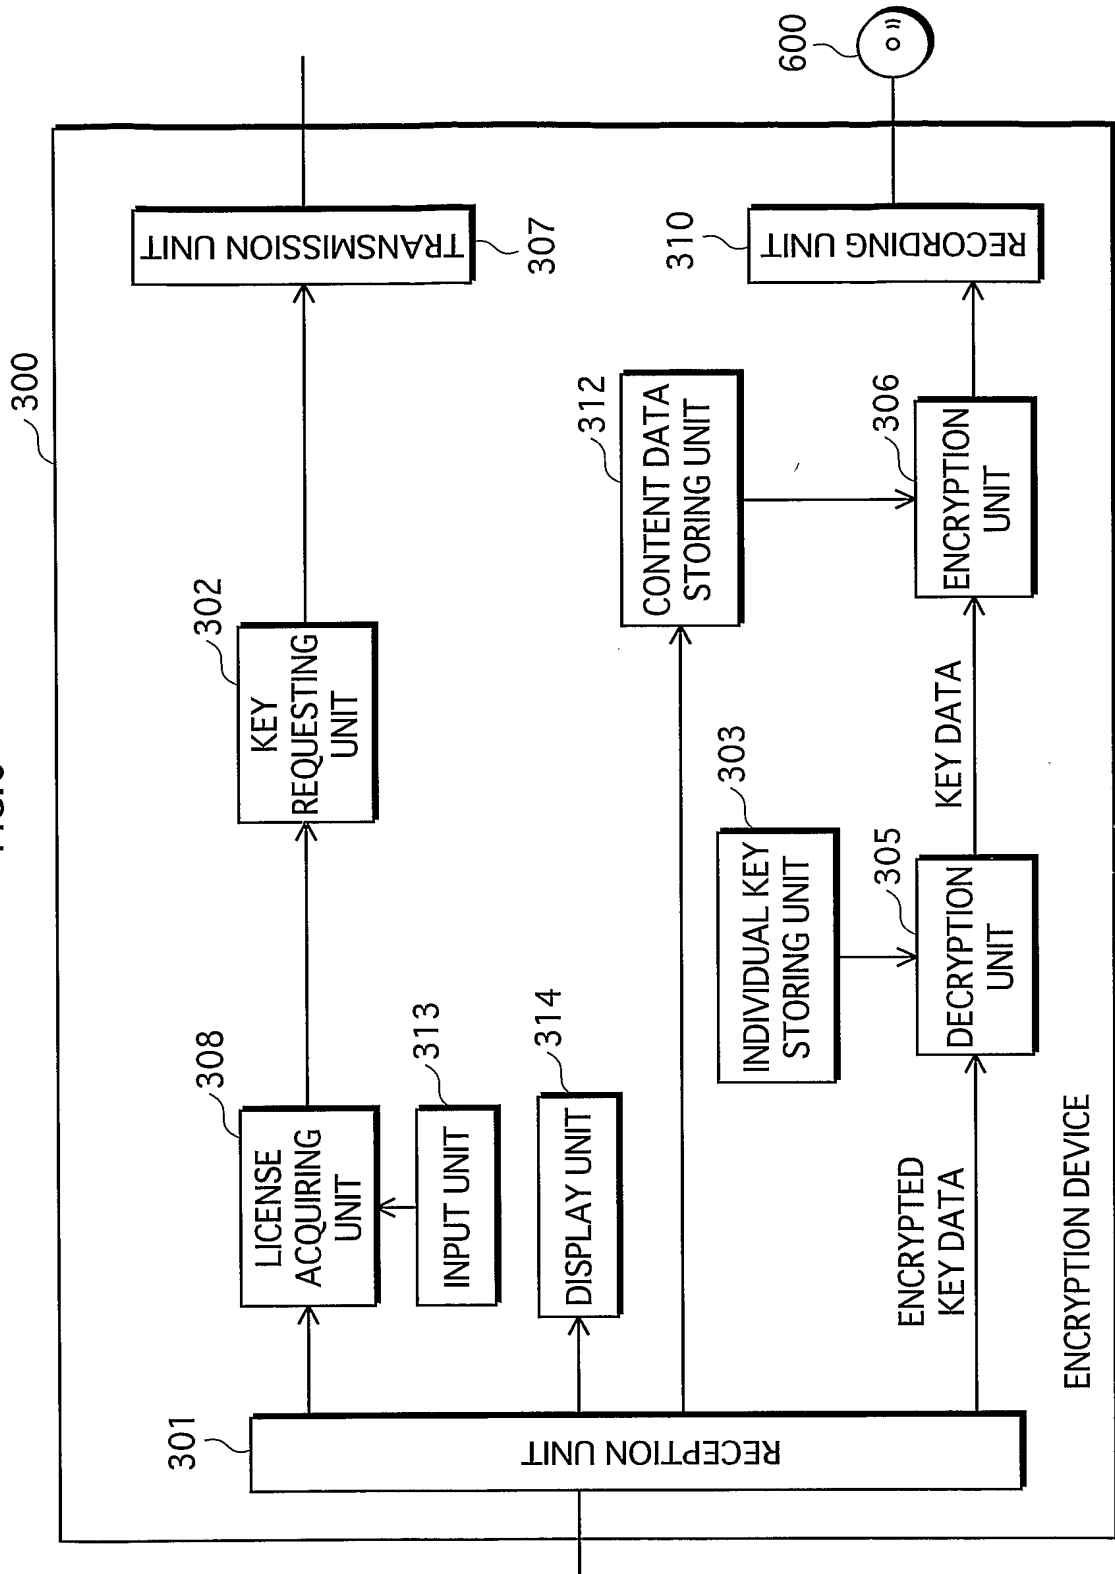 300
301
RECEPTION UNIT
308
LICENSE
ACQUIRING
UNIT
302
KEY
REQUESTING
UNIT
TRANSMISSION UNIT
307
INPUT UNIT
313
DISPLAY UNIT
314
312
CONTENT DATA
STORING UNIT
303
INDIVIDUAL KEY
STORING UNIT
310
RECORDING UNIT
600
ENCRYPTED
KEY DATA
305
DECRYPTION
UNIT
KEY DATA
306
ENCRYPTION
UNIT
ENCRYPTION DEVICE